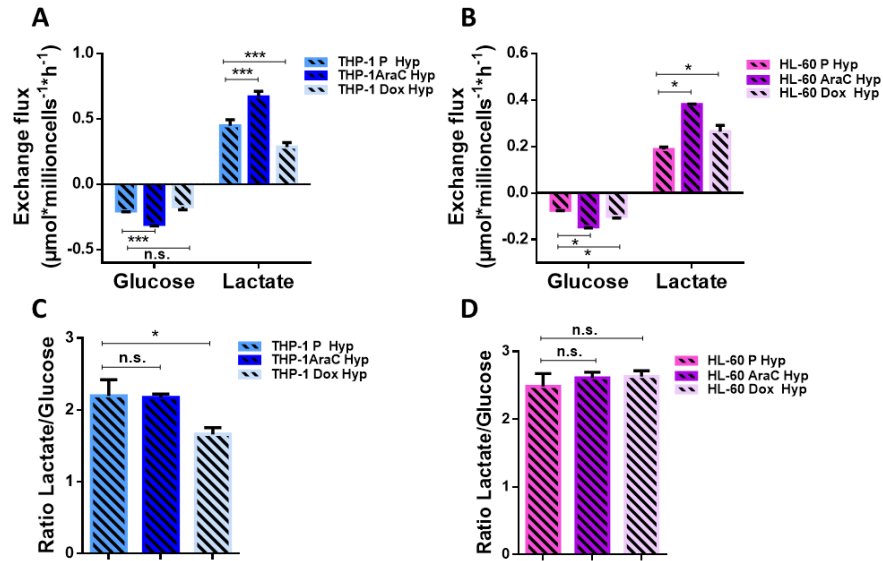 A
Exchange flux
(µmol*millioncells⁻¹*h⁻¹)
1.0
0.5
0.0
-0.5
***
***
***
n.s.
Glucose Lactate
THP-1 P Hyp
THP-1AraC Hyp
THP-1 Dox Hyp
B
Exchange flux
(µmol*millioncells⁻¹*h⁻¹)
0.6
0.4
0.2
0.0
-0.2
*
*
*
*
Glucose Lactate
HL-60 P Hyp
HL-60 AraC Hyp
HL-60 Dox Hyp
C
Ratio Lactate/Glucose
3
2
1
0
*
n.s.
THP-1 P Hyp
THP-1AraC Hyp
THP-1 Dox Hyp
D
Ratio Lactate/Glucose
3
2
1
0
n.s.
n.s.
HL-60 P Hyp
HL-60 AraC Hyp
HL-60 Dox Hyp